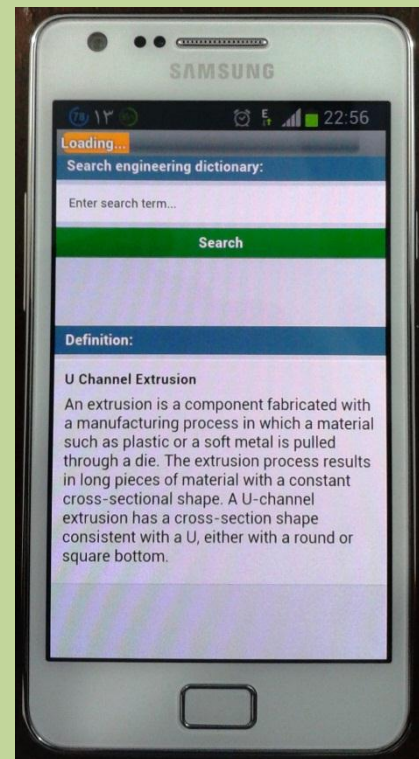 SAMSUNG
78 ۱۳ E 22:56
Loading...
Search engineering dictionary:
Enter search term...
Search
Definition:
U Channel Extrusion
An extrusion is a component fabricated with
a manufacturing process in which a material
such as plastic or a soft metal is pulled
through a die. The extrusion process results
in long pieces of material with a constant
cross-sectional shape. A U-channel
extrusion has a cross-section shape
consistent with a U, either with a round or
square bottom.